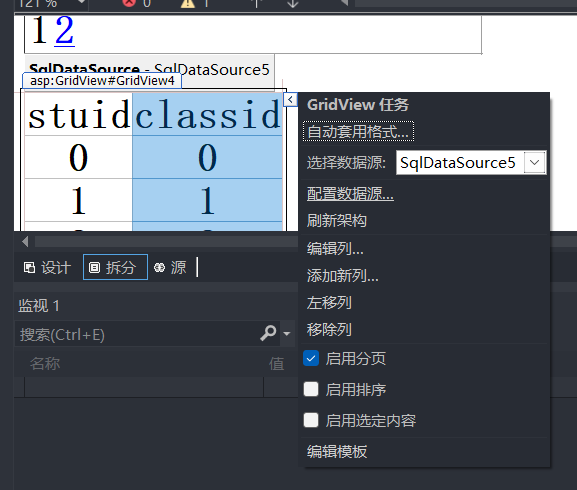 121 %
0
1
1 2
SqlDataSource - SqlDataSource5
asp:GridView#GridView4
stuid classid
0 0
1 1
GridView 任务
自动套用格式...
选择数据源: SqlDataSource5
配置数据源...
刷新架构
编辑列...
添加新列...
左移列
移除列
启用分页
启用排序
启用选定内容
编辑模板
设计 拆分 源
监视 1
搜索(Ctrl+E)
名称 值